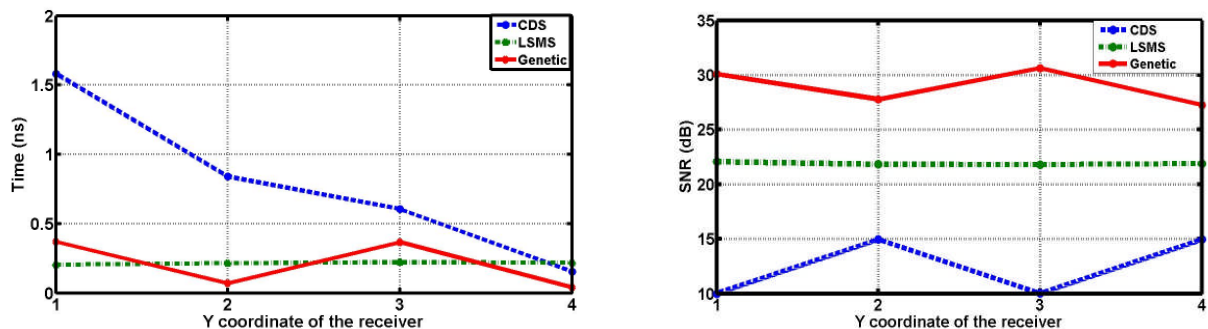 2
1.5
1
0.5
0
Time (ns)
1
2
3
4
Y coordinate of the receiver
CDS
LSMS
Genetic
35
30
25
20
15
10
SNR (dB)
1
2
3
4
Y coordinate of the receiver
CDS
LSMS
Genetic